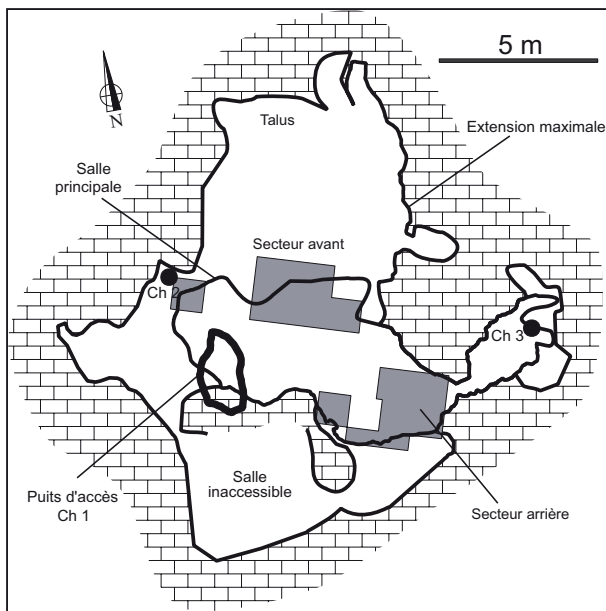 5 m
N
Talus
Extension maximale
Salle
principale
Secteur avant
Ch 2
Ch 3
Puits d'accès
Ch 1
Salle
inaccessible
Secteur arrière